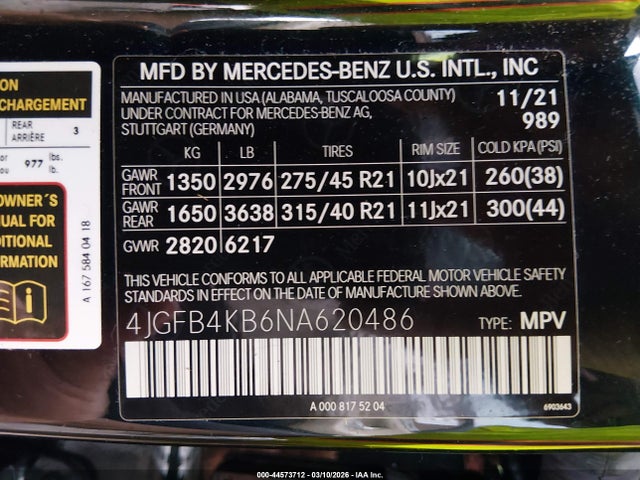 ON
CHARGEMENT
REAR
ARRIÈRE 3
or
ou 977 lbs.
lb.
OWNER'S
MANUAL FOR
DITIONAL
FORMATION
A 167 584 04 18
MFD BY MERCEDES-BENZ U.S. INTL., INC
MANUFACTURED IN USA (ALABAMA, TUSCALOOSA COUNTY) 11/21
UNDER CONTRACT FOR MERCEDES-BENZ AG, 989
STUTTGART (GERMANY)
KG LB TIRES RIM SIZE COLD KPA (PSI)
GAWR FRONT 1350 2976 275/45 R21 10Jx21 260(38)
GAWR REAR 1650 3638 315/40 R21 11Jx21 300(44)
GVWR 2820 6217
THIS VEHICLE CONFORMS TO ALL APPLICABLE FEDERAL MOTOR VEHICLE SAFETY
STANDARDS IN EFFECT ON THE DATE OF MANUFACTURE SHOWN ABOVE.
4JGFB4KB6NA620486 TYPE: MPV
A 000 817 52 04
6903643
000-44573712 — 03/10/2026 — IAA Inc.